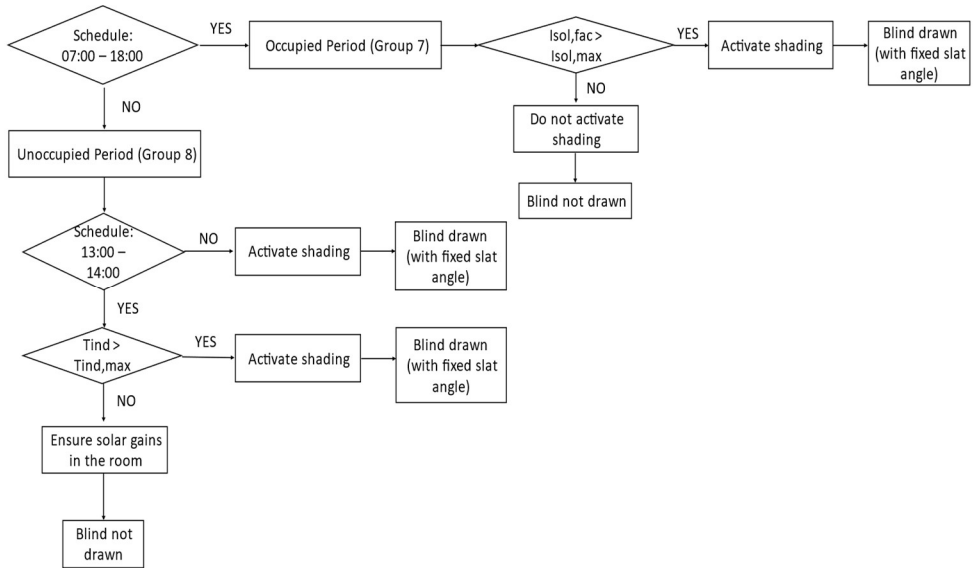 Schedule:
07:00 – 18:00
YES
Occupied Period (Group 7)
Isol,fac >
Isol,max
YES
Activate shading
Blind drawn
(with fixed slat
angle)
NO
NO
Do not activate
shading
Unoccupied Period (Group 8)
Blind not drawn
Schedule:
13:00 –
14:00
NO
Activate shading
Blind drawn
(with fixed slat
angle)
YES
Tind >
Tind,max
YES
Activate shading
Blind drawn
(with fixed slat
angle)
NO
Ensure solar gains
in the room
Blind not
drawn